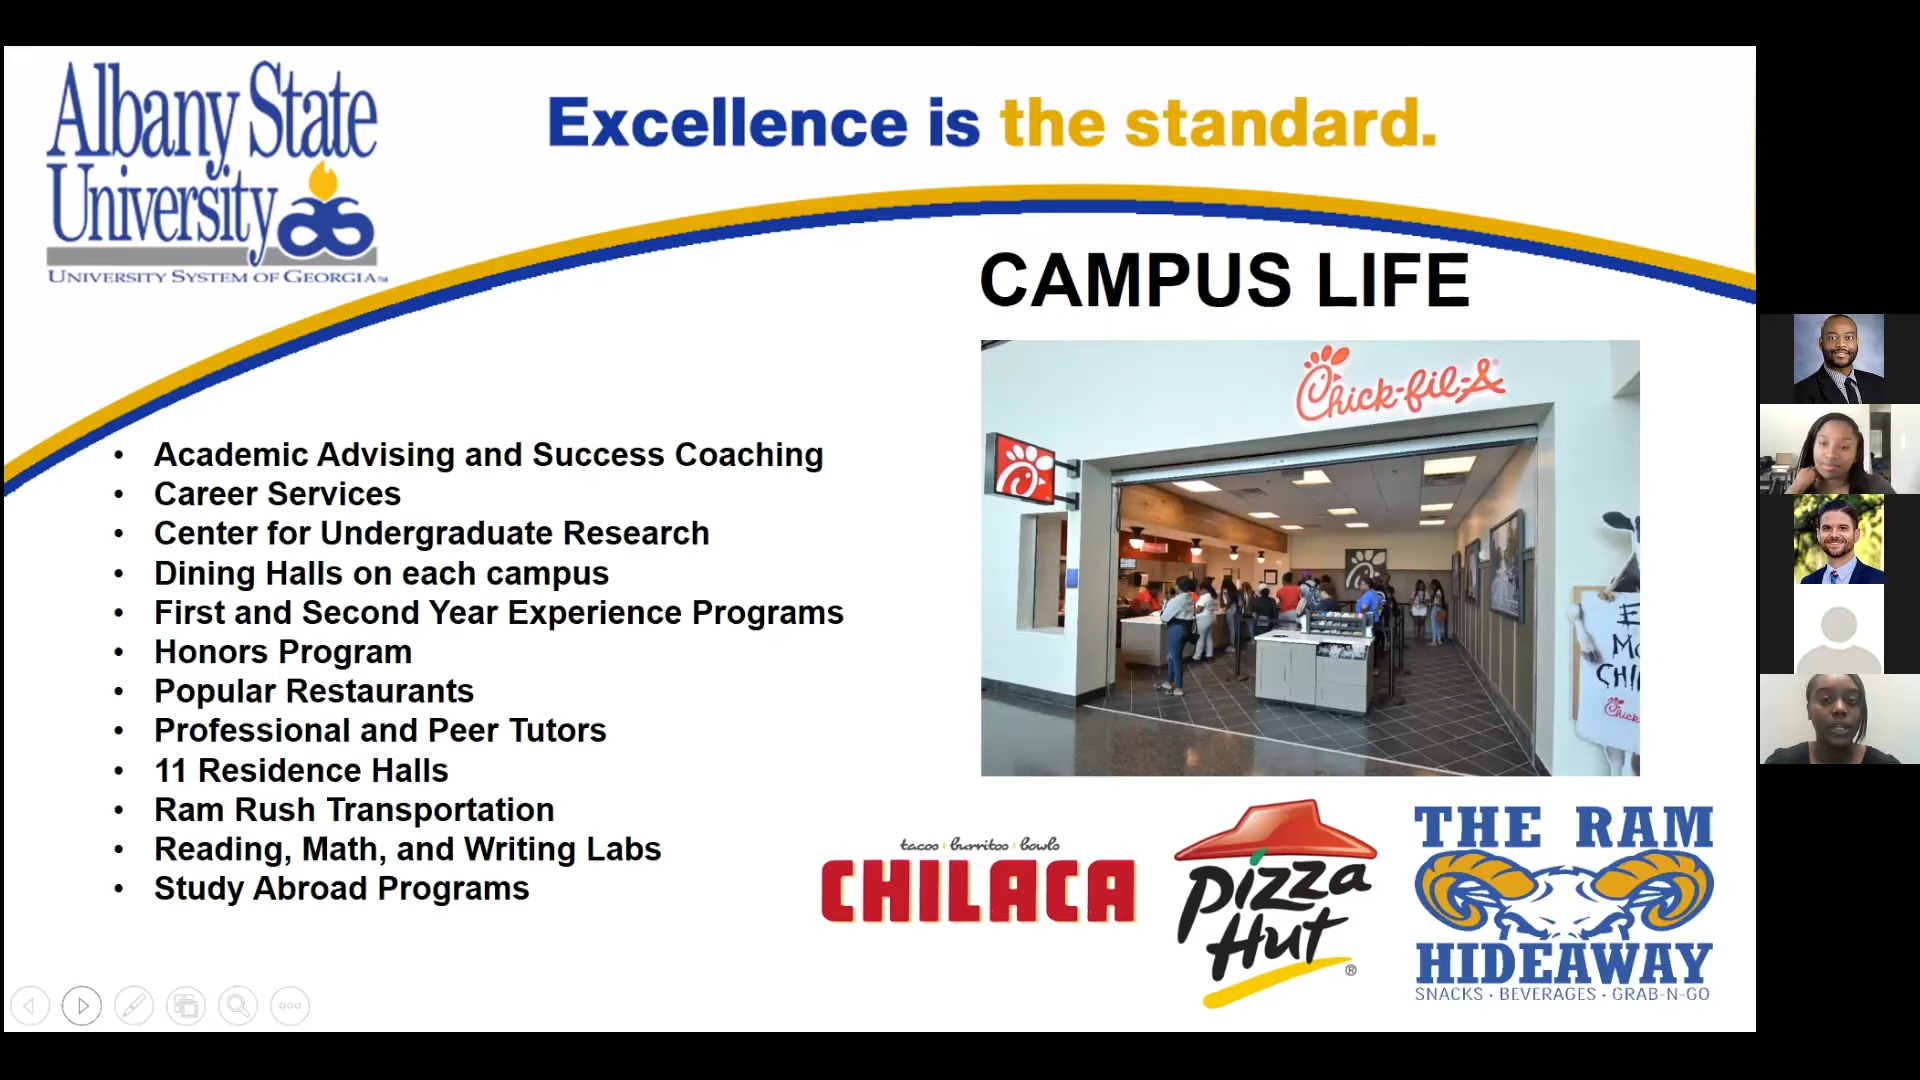 Albany State
University
UNIVERSITY SYSTEM OF GEORGIA™
Excellence is the standard.
CAMPUS LIFE
• Academic Advising and Success Coaching
• Career Services
• Center for Undergraduate Research
• Dining Halls on each campus
• First and Second Year Experience Programs
• Honors Program
• Popular Restaurants
• Professional and Peer Tutors
• 11 Residence Halls
• Ram Rush Transportation
• Reading, Math, and Writing Labs
• Study Abroad Programs
Chick-fil-A®
CHI
Chick
tacos + burritos + bowls
CHILACA
Pizza
Hut®
THE RAM
HIDEAWAY
SNACKS • BEVERAGES • GRAB-N-GO